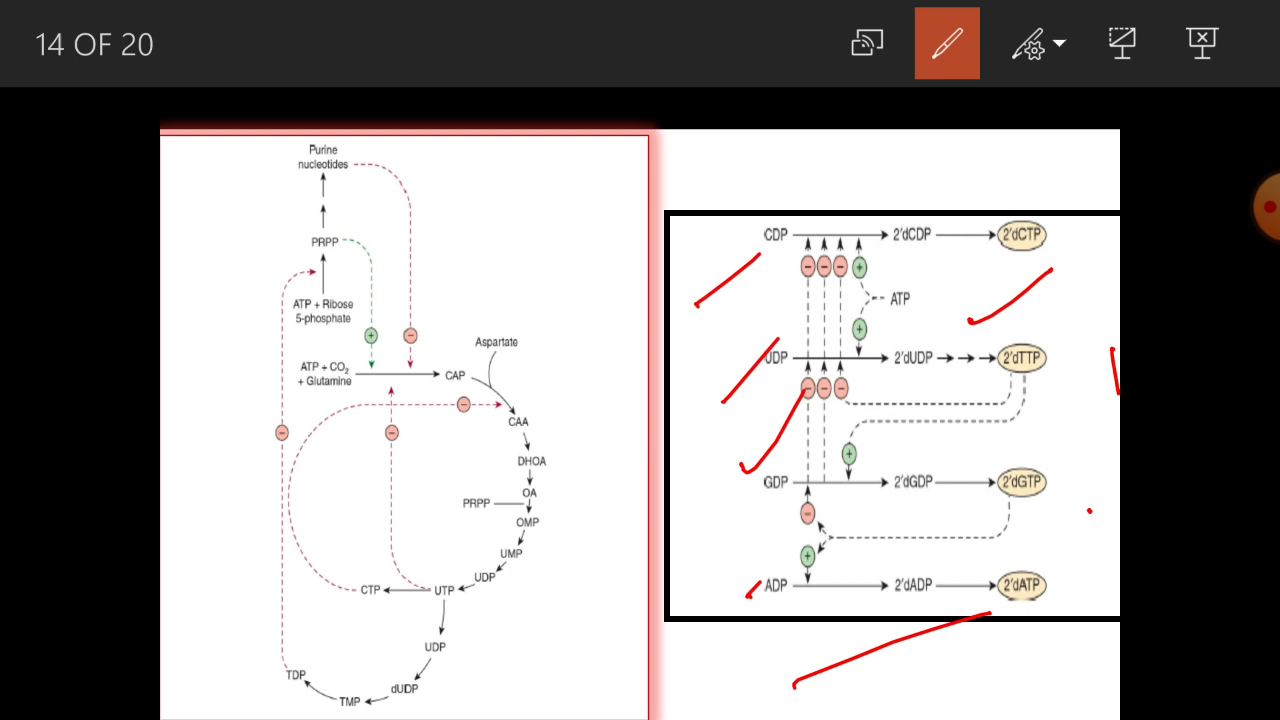 14 OF 20
Purine
nucleotides
PRPP
ATP + Ribose
5-phosphate
+
−
Aspartate
ATP + CO₂
+ Glutamine
CAP
−
CAA
−
−
DHOA
OA
PRPP
OMP
UMP
UDP
CTP
UTP
UDP
TDP
dUDP
TMP
CDP
2'dCDP
2'dCTP
− − − +
ATP
+
UDP
2'dUDP
2'dTTP
− − −
+
GDP
2'dGDP
2'dGTP
−
+
ADP
2'dADP
2'dATP